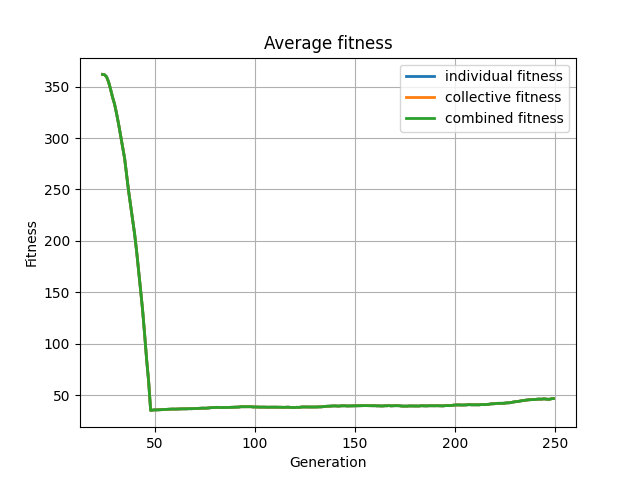 Average fitness
individual fitness
collective fitness
combined fitness
350
300
250
200
150
100
50
Fitness
50 100 150 200 250
Generation